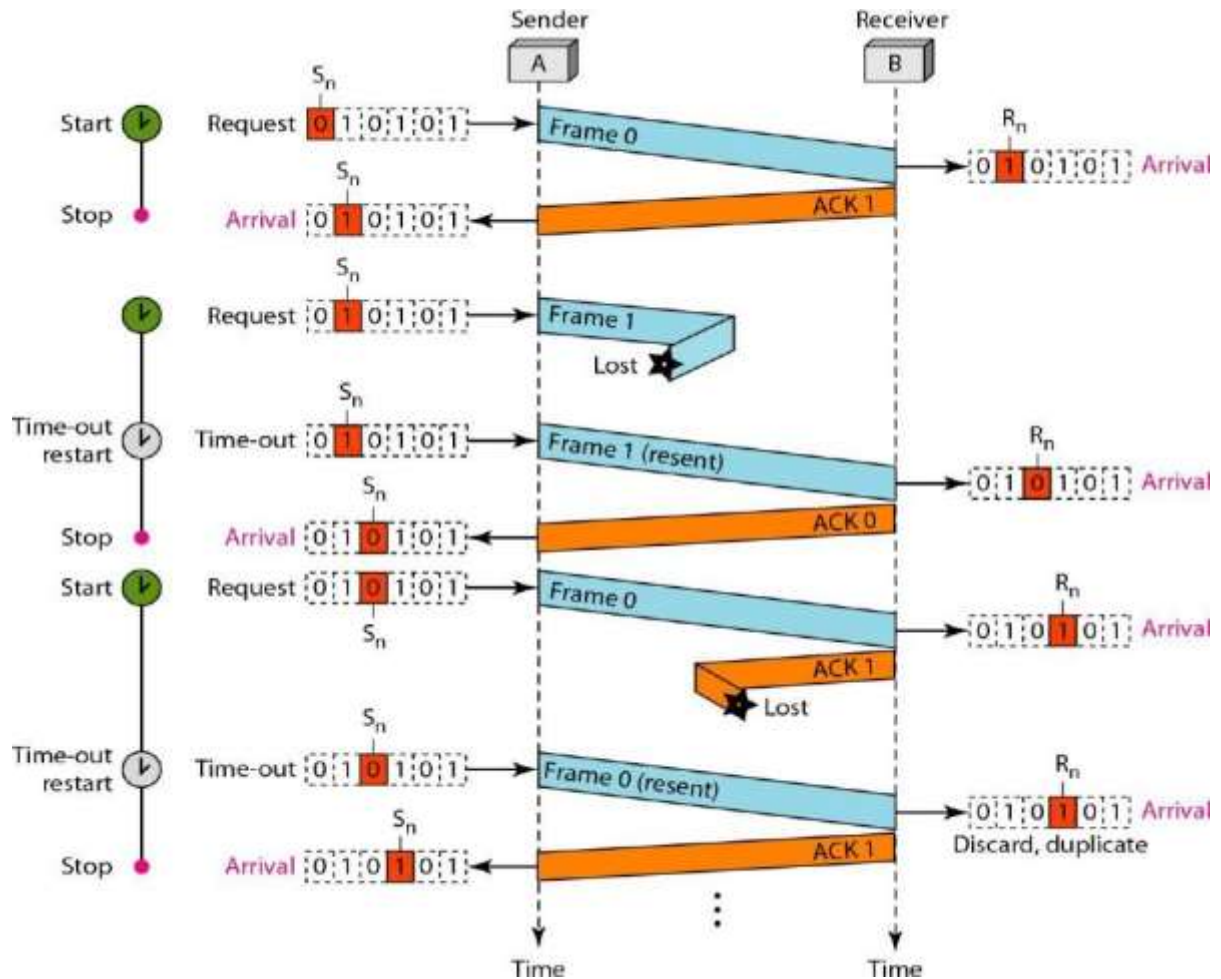 Sender
Receiver
A
B
Sn
Start
Request
0 1 0 1 0 1
Frame 0
Rn
0 1 0 1 0 1
Arrival
Sn
Stop
Arrival
0 1 0 1 0 1
ACK 1
Sn
Request
0 1 0 1 0 1
Frame 1
Lost
Sn
Time-out
restart
Time-out
0 1 0 1 0 1
Frame 1 (resent)
Rn
0 1 0 1 0 1
Arrival
Sn
Stop
Arrival
0 1 0 1 0 1
ACK 0
Start
Request
0 1 0 1 0 1
Sn
Frame 0
Rn
0 1 0 1 0 1
Arrival
ACK 1
Lost
Sn
Time-out
restart
Time-out
0 1 0 1 0 1
Frame 0 (resent)
Rn
0 1 0 1 0 1
Arrival
Discard, duplicate
Sn
Stop
Arrival
0 1 0 1 0 1
ACK 1
Time
Time